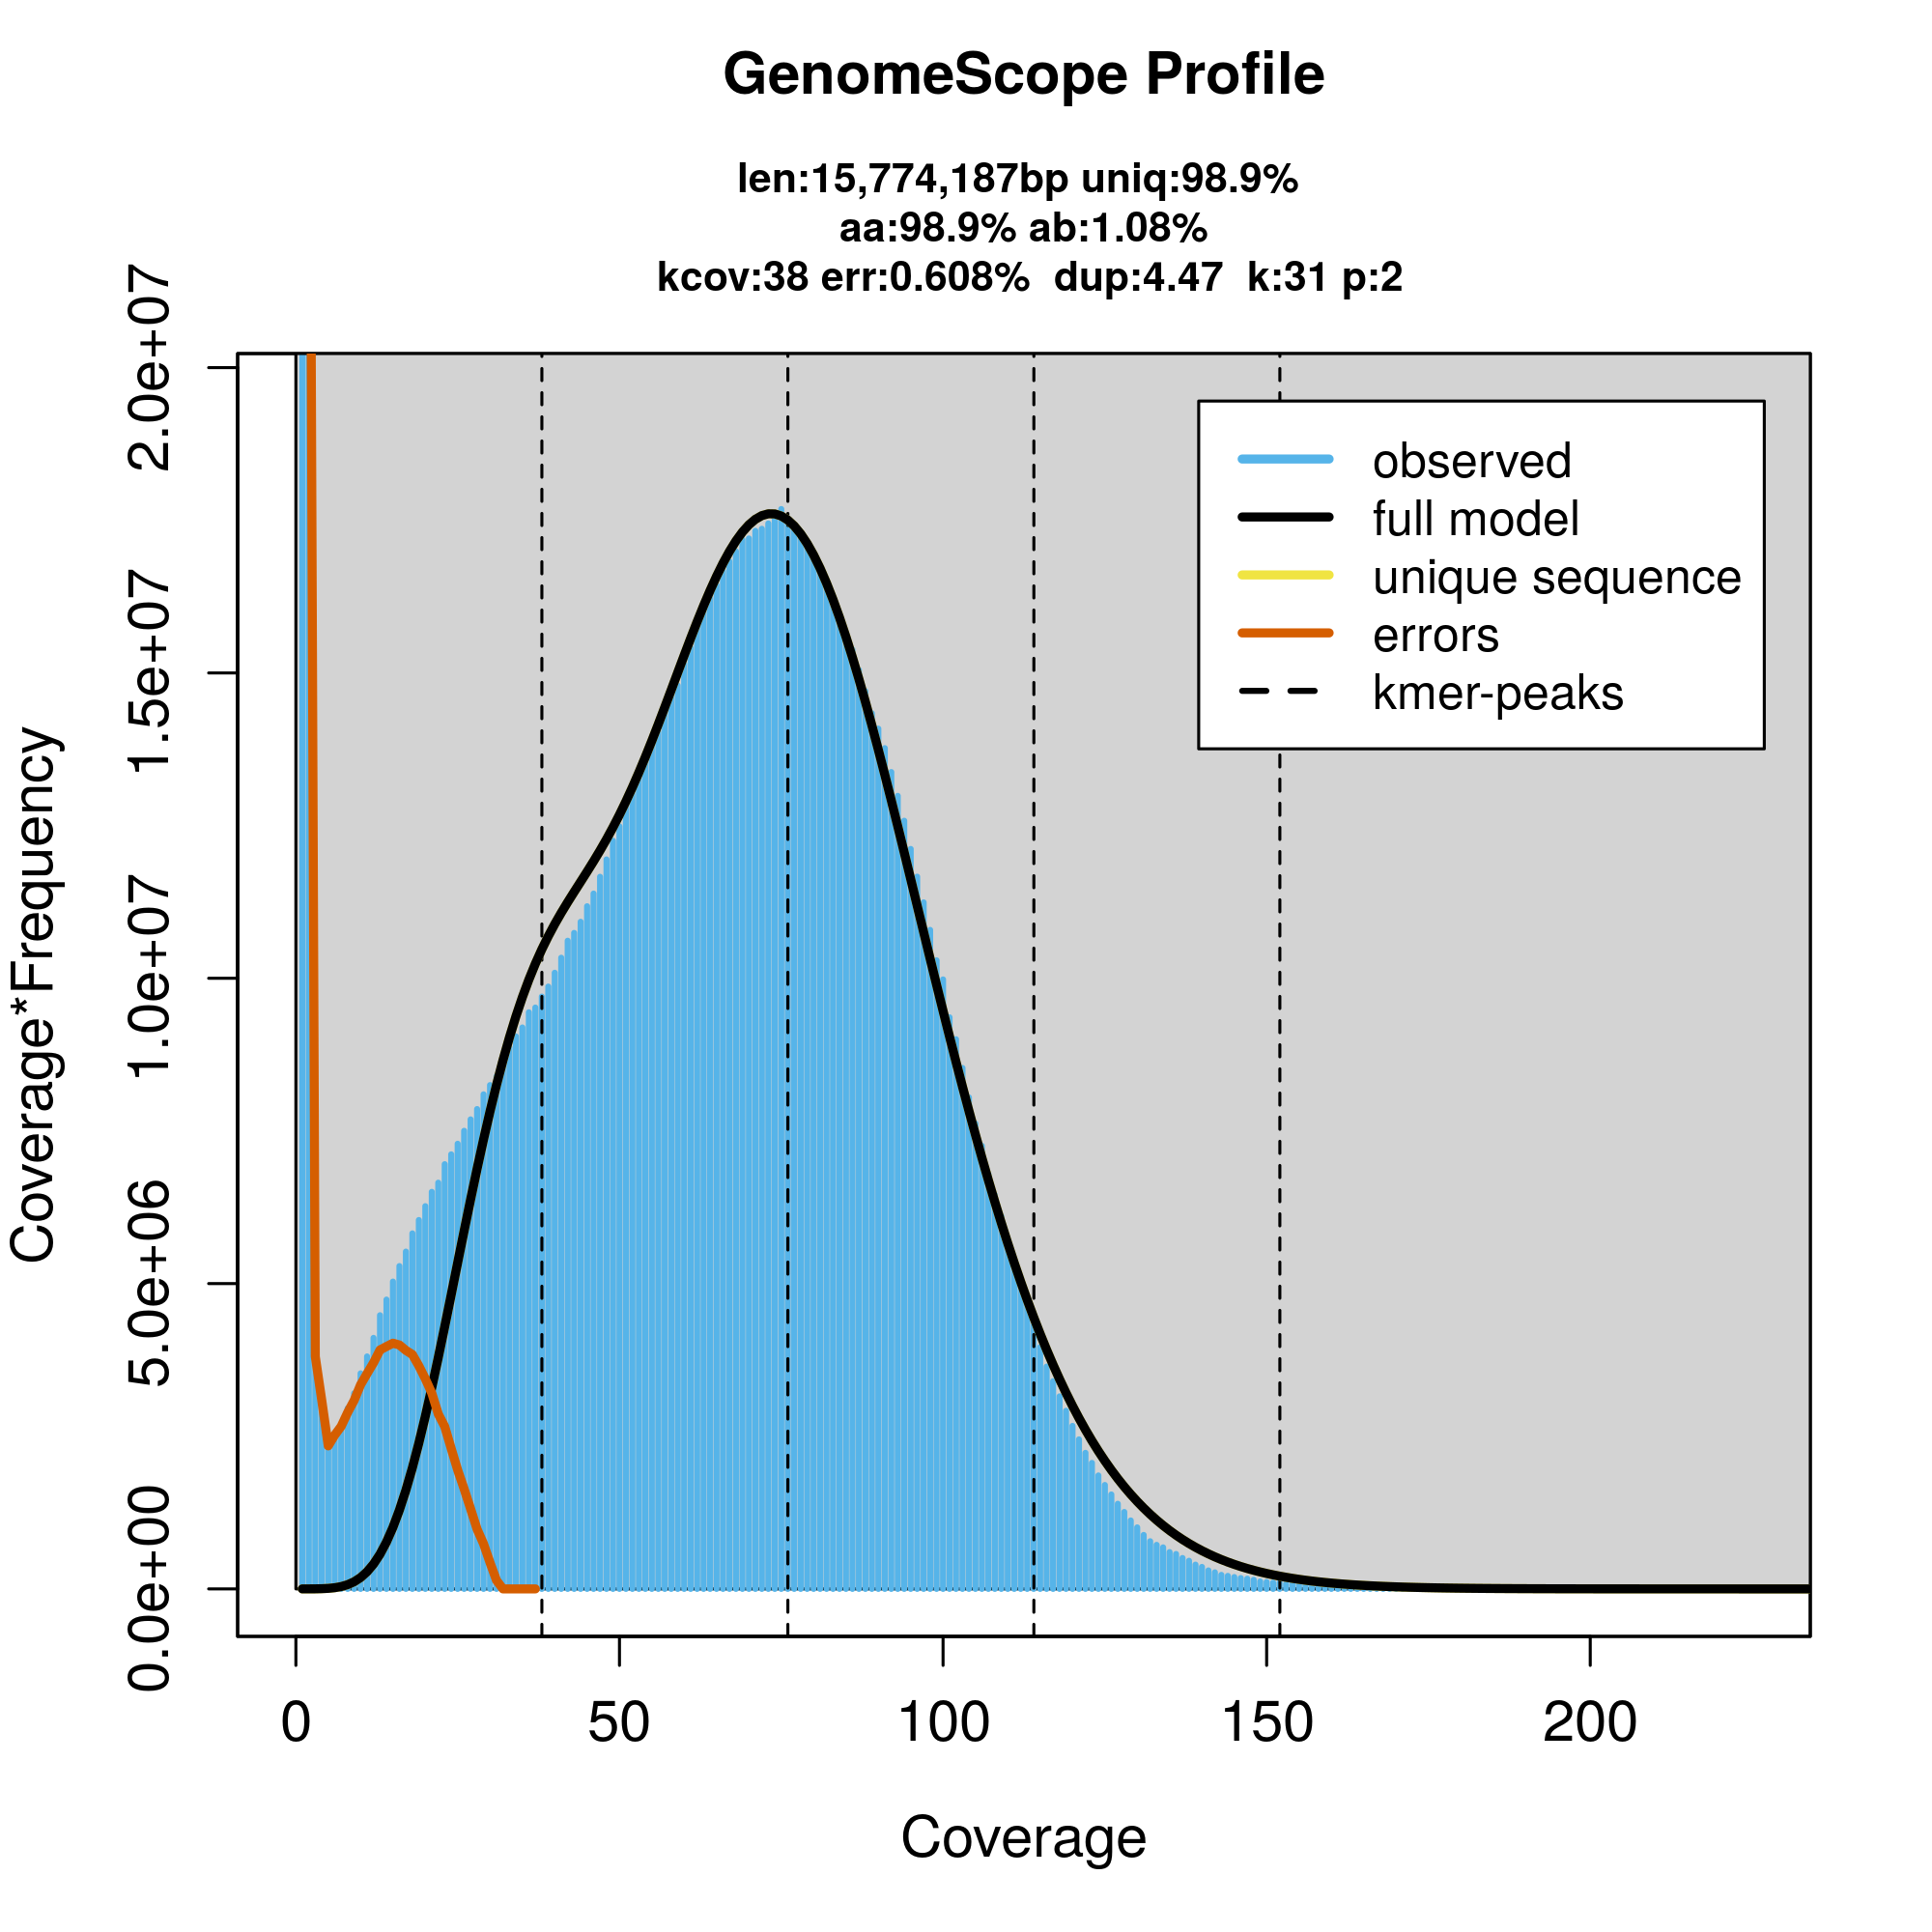 GenomeScope Profile
len:15,774,187bp uniq:98.9%
aa:98.9% ab:1.08%
kcov:38 err:0.608% dup:4.47 k:31 p:2
Coverage*Frequency
2.0e+07
1.5e+07
1.0e+07
5.0e+06
0.0e+00
observed
full model
unique sequence
errors
kmer-peaks
0 50 100 150 200
Coverage